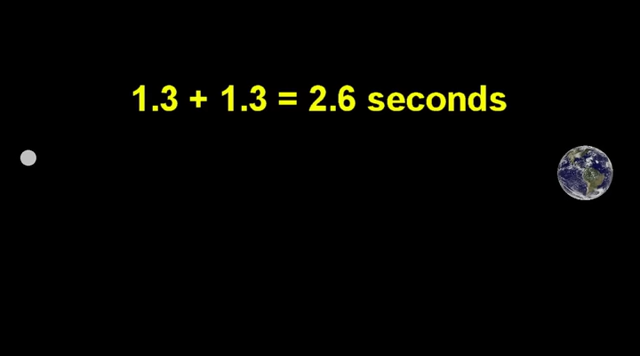 1.3 + 1.3 = 2.6 seconds